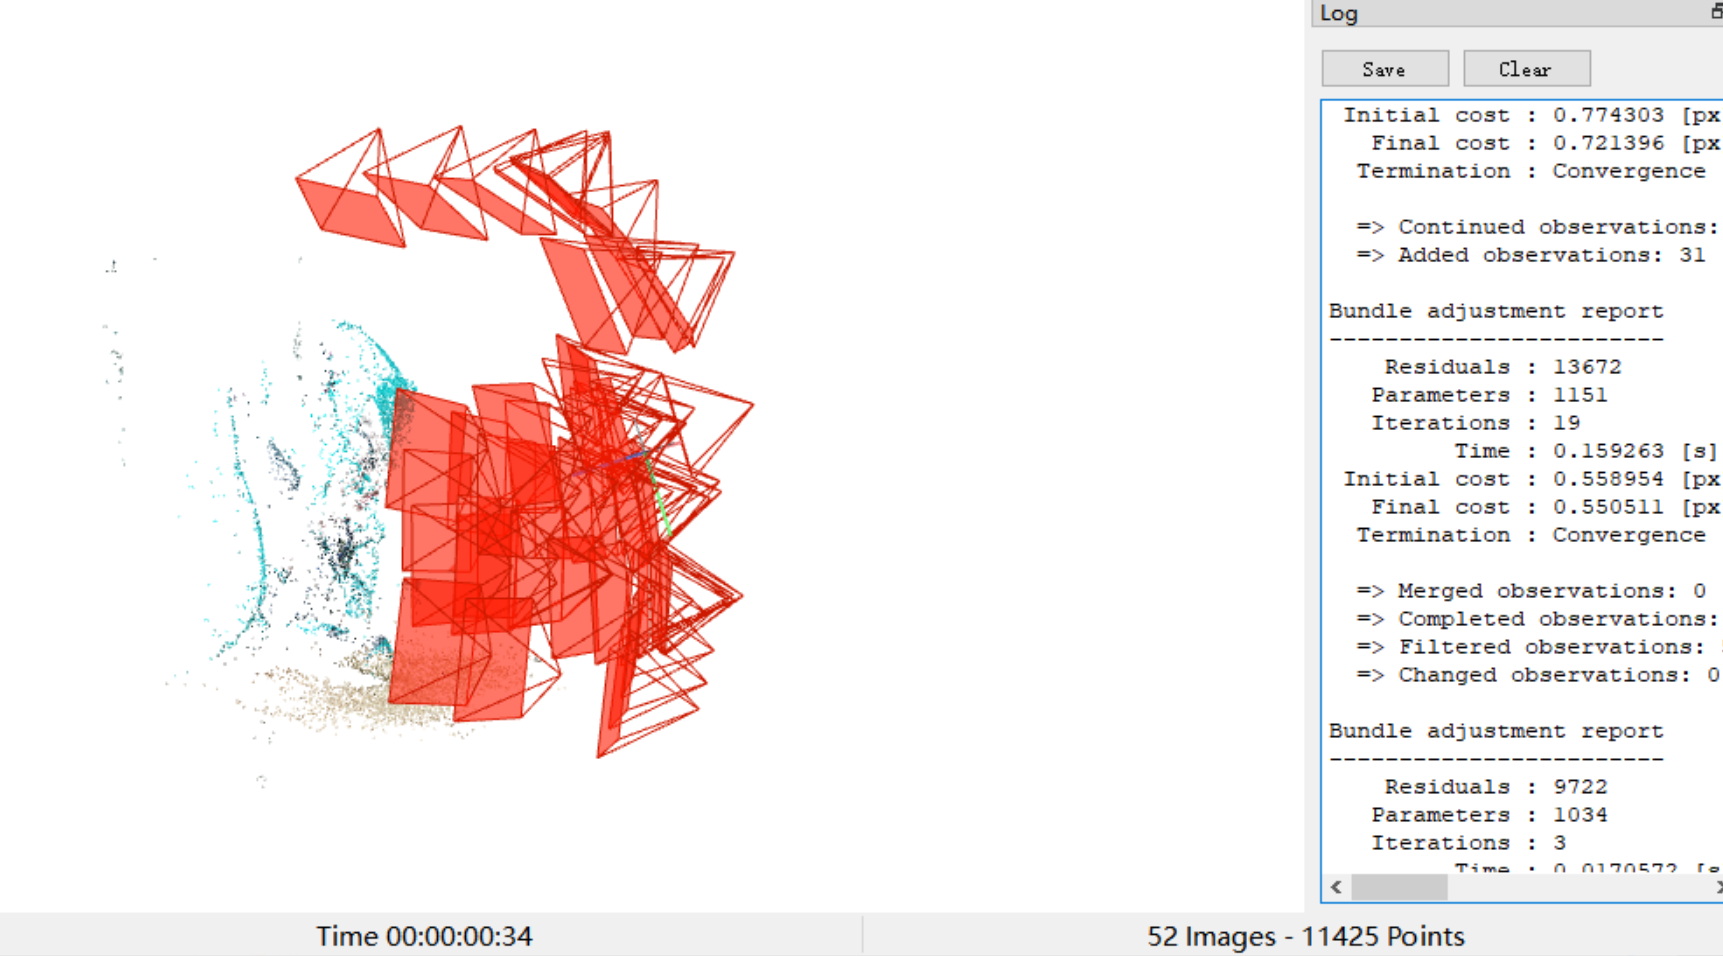 Log
Save Clear
Initial cost : 0.774303 [px
Final cost : 0.721396 [px
Termination : Convergence
=> Continued observations:
=> Added observations: 31
Bundle adjustment report
------------------------
Residuals : 13672
Parameters : 1151
Iterations : 19
Time : 0.159263 [s]
Initial cost : 0.558954 [px
Final cost : 0.550511 [px
Termination : Convergence
=> Merged observations: 0
=> Completed observations:
=> Filtered observations:
=> Changed observations: 0
Bundle adjustment report
------------------------
Residuals : 9722
Parameters : 1034
Iterations : 3
Time : 0.0170572 [s
Time 00:00:00:34
52 Images - 11425 Points